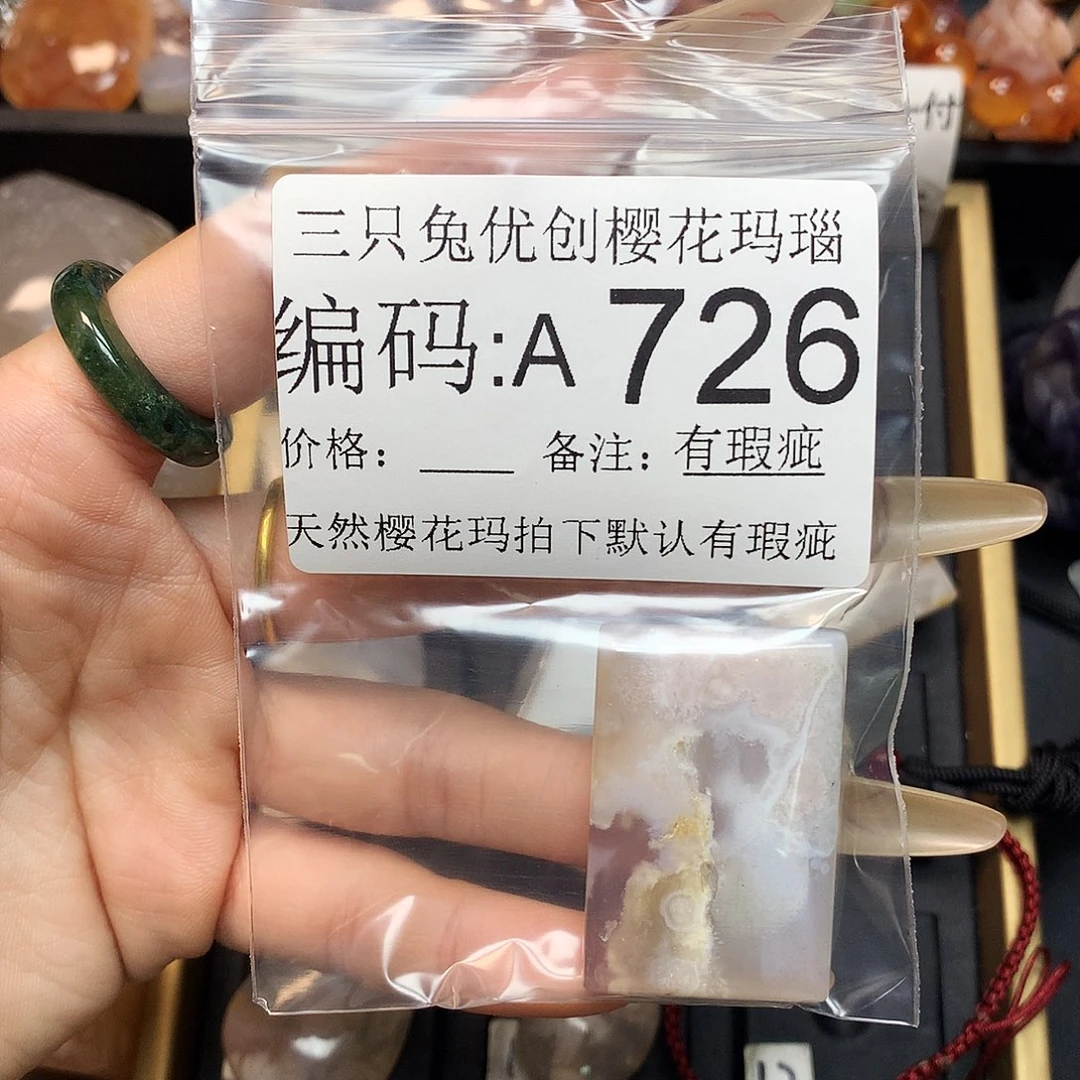 三只兔优创樱花玛瑙
编码:A 726
价格: ____ 备注: 有瑕疵
天然樱花玛拍下默认有瑕疵
付